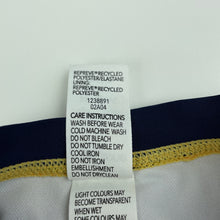 REPREVE® RECYCLED
POLYESTER/ELASTANE
LINING:
REPREVE® RECYCLED
POLYESTER
1238891
02A04
CARE INSTRUCTIONS
WASH BEFORE WEAR
COLD MACHINE WASH
DO NOT BLEACH
DO NOT TUMBLE DRY
COOL IRON
DO NOT IRON
EMBELLISHMENT
DO NOT DRYCLEAN
LIGHT COLOURS MAY
BECOME TRANSPARENT
WHEN WET
SOME COLOURS MAY